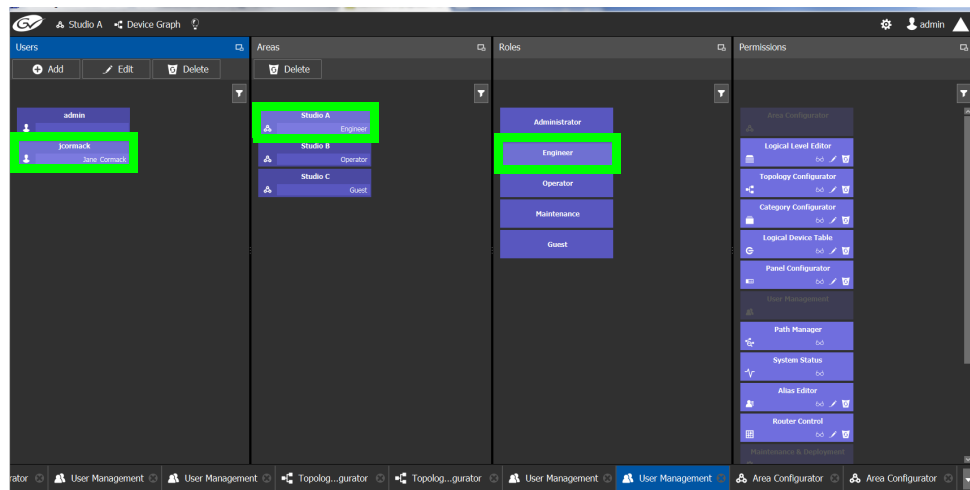 GV Studio A Device Graph admin
Users
Add Edit Delete
admin
jcormack
Jane Cormack
Areas
Delete
Studio A
Engineer
Studio B
Operator
Studio C
Guest
Roles
Administrator
Engineer
Operator
Maintenance
Guest
Permissions
Area Configurator
Logical Level Editor
Topology Configurator
Category Configurator
Logical Device Table
Panel Configurator
User Management
Path Manager
System Status
Alias Editor
Router Control
Maintenance & Deployment
rator User Management User Management Topolog...gurator Topolog...gurator User Management User Management Area Configurator Area Configurator